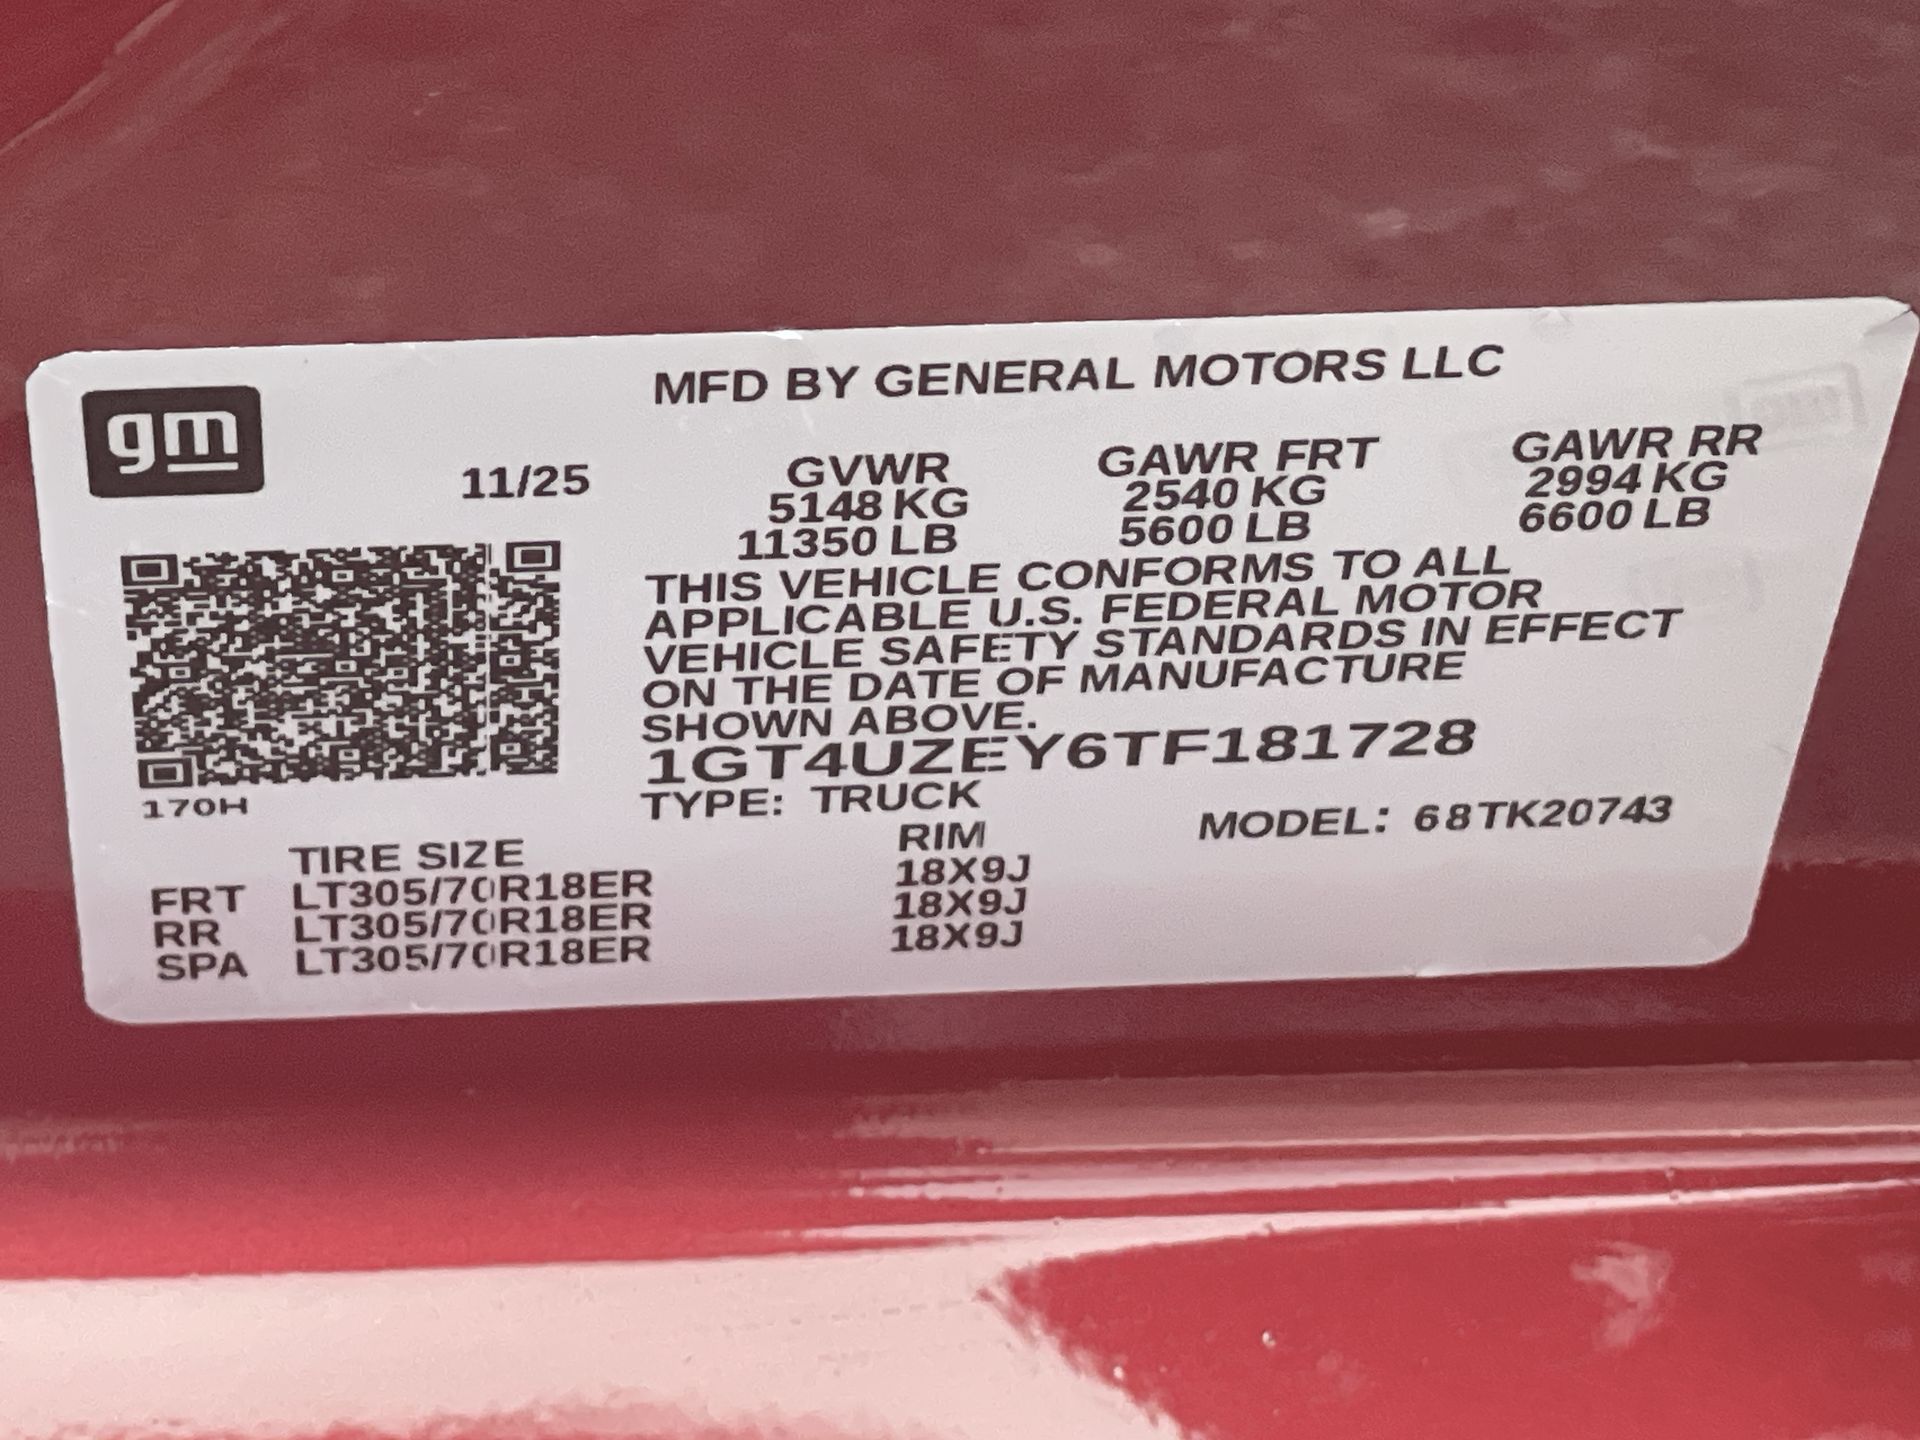 gm
MFD BY GENERAL MOTORS LLC
11/25
GVWR GAWR FRT GAWR RR
5148 KG 2540 KG 2994 KG
11350 LB 5600 LB 6600 LB
THIS VEHICLE CONFORMS TO ALL
APPLICABLE U.S. FEDERAL MOTOR
VEHICLE SAFETY STANDARDS IN EFFECT
ON THE DATE OF MANUFACTURE
SHOWN ABOVE.
1GT4UZEY6TF181728
170H
TYPE: TRUCK MODEL: 68TK20743
TIRE SIZE RIM
FRT LT305/70R18ER 18X9J
RR LT305/70R18ER 18X9J
SPA LT305/70R18ER 18X9J